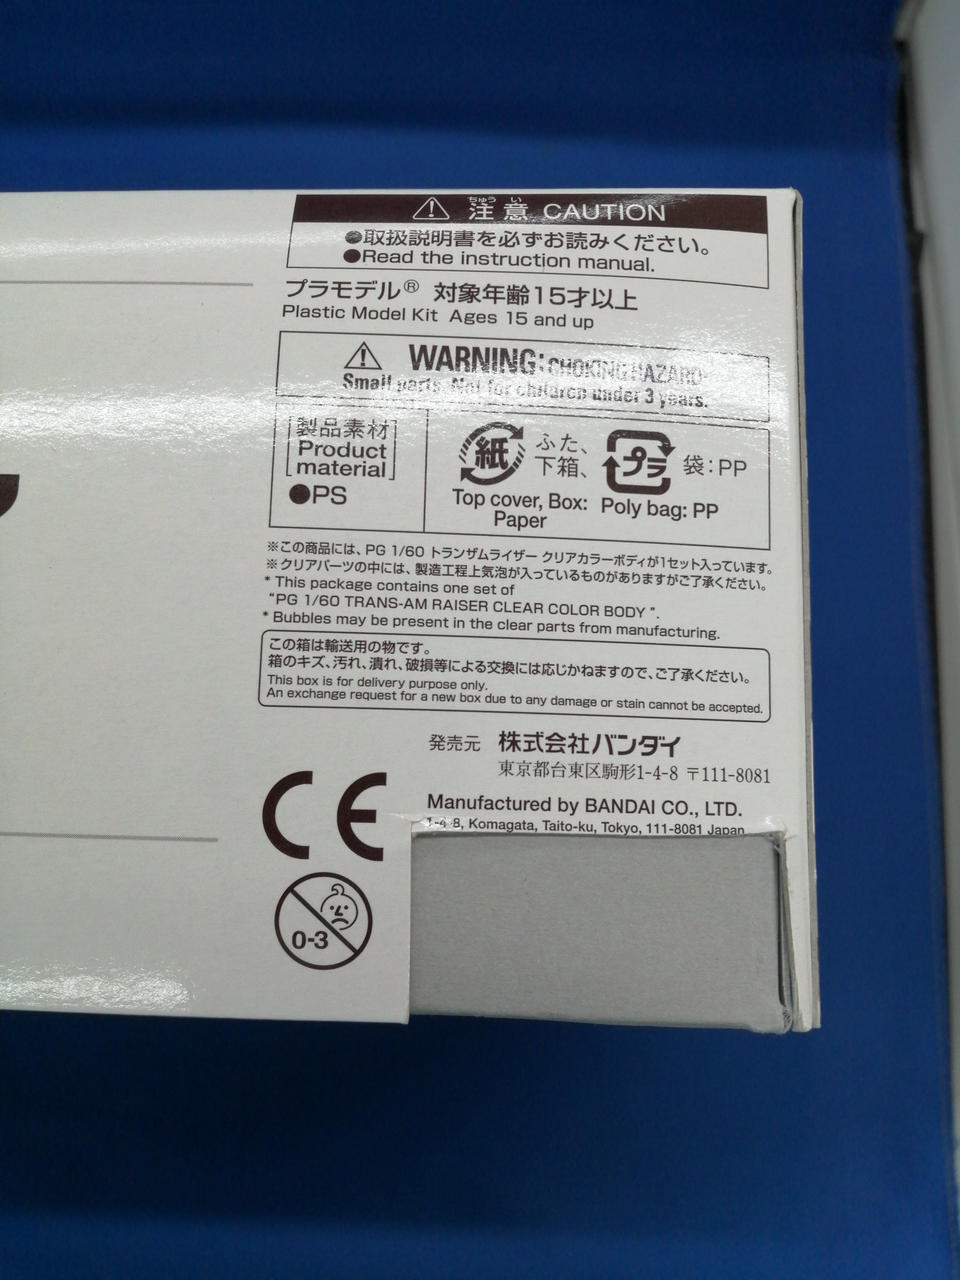 ちゅう い
注意 CAUTION
●取扱説明書を必ずお読みください。
●Read the instruction manual.
プラモデル® 対象年齢15才以上
Plastic Model Kit Ages 15 and up
WARNING: CHOKING HAZARD-
Small parts. Not for children under 3 years.
[製品素材
Product
material]
●PS
紙
ふた、
下箱、
Top cover, Box:
Paper
プラ
袋:PP
Poly bag: PP
※この商品には、PG 1/60 トランザムライザー クリアカラーボディが1セット入っています。
※クリアパーツの中には、製造工程上気泡が入っているものがありますがご了承ください。
* This package contains one set of
“PG 1/60 TRANS-AM RAISER CLEAR COLOR BODY ”.
* Bubbles may be present in the clear parts from manufacturing.
この箱は輸送用の物です。
箱のキズ、汚れ、潰れ、破損等による交換には応じかねますので、ご了承ください。
This box is for delivery purpose only.
An exchange request for a new box due to any damage or stain cannot be accepted.
発売元 株式会社バンダイ
東京都台東区駒形1-4-8 〒111-8081
Manufactured by BANDAI CO., LTD.
1-4-8, Komagata, Taito-ku, Tokyo, 111-8081 Japan
CE
0-3